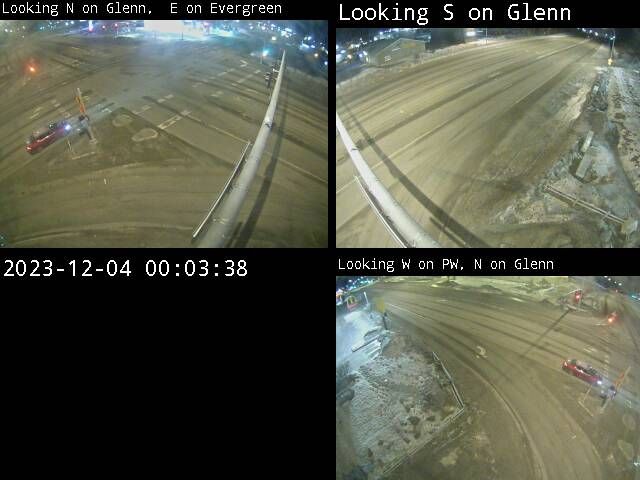 Looking N on Glenn, E on Evergreen
Looking S on Glenn
2023-12-04 00:03:38
Looking W on PW, N on Glenn